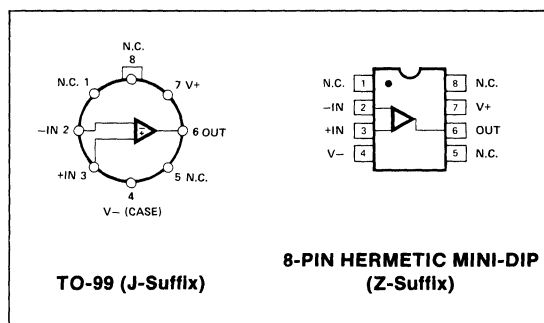 N.C.
8
N.C. 1
7 V+
−IN 2
6 OUT
+IN 3
5 N.C.
4
V− (CASE)
TO-99 (J-Suffix)
N.C. 1
8 N.C.
−IN 2
7 V+
+IN 3
6 OUT
V− 4
5 N.C.
8-PIN HERMETIC MINI-DIP
(Z-Suffix)